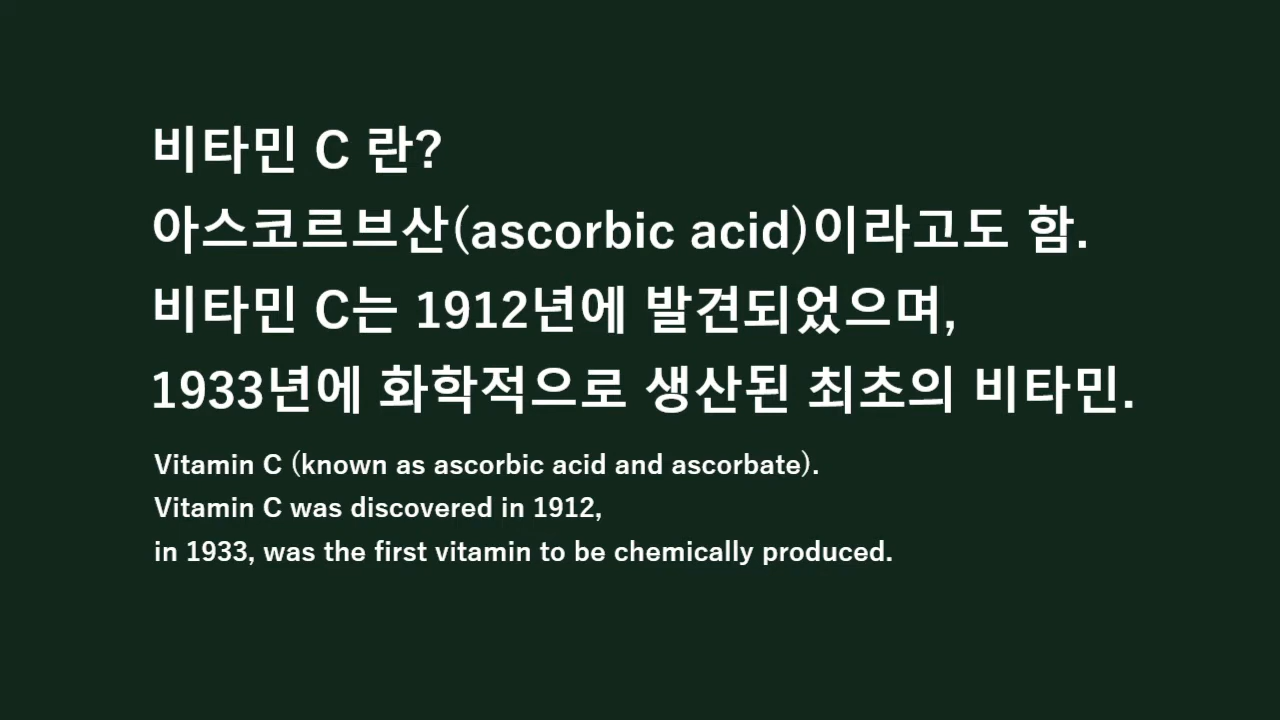 비타민 C 란?
아스코르브산(ascorbic acid)이라고도 함.
비타민 C는 1912년에 발견되었으며,
1933년에 화학적으로 생산된 최초의 비타민.
Vitamin C (known as ascorbic acid and ascorbate).
Vitamin C was discovered in 1912,
in 1933, was the first vitamin to be chemically produced.